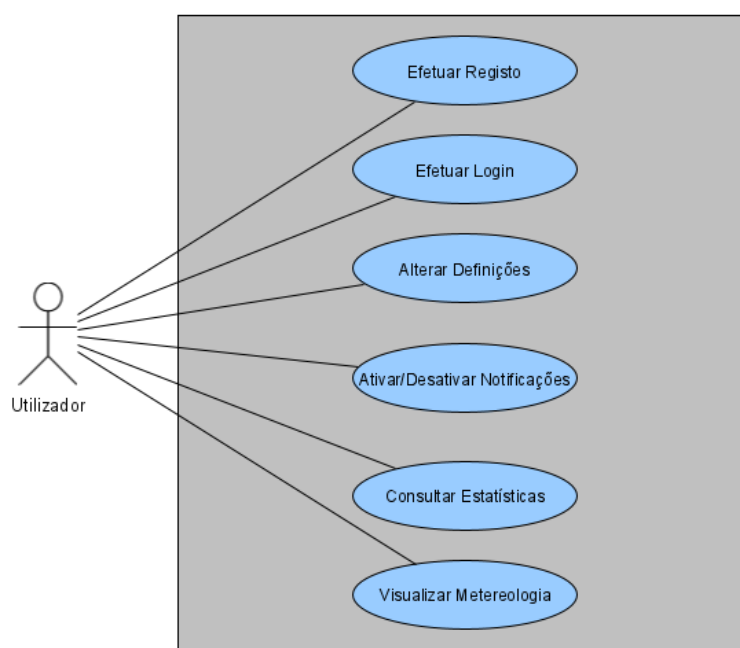 Efetuar Registo
Efetuar Login
Alterar Definições
Ativar/Desativar Notificações
Utilizador
Consultar Estatísticas
Visualizar Metereologia